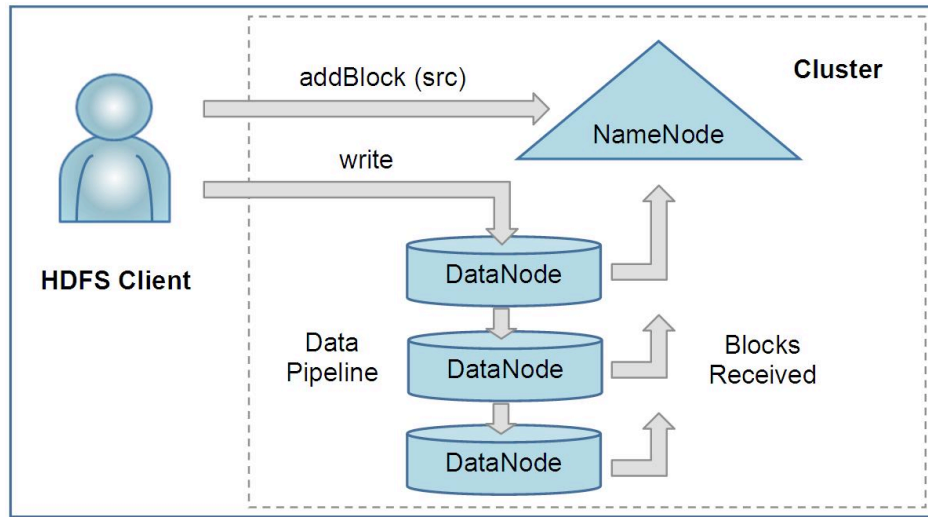 addBlock (src)
Cluster
NameNode
write
HDFS Client
DataNode
Data
Pipeline
DataNode
Blocks
Received
DataNode